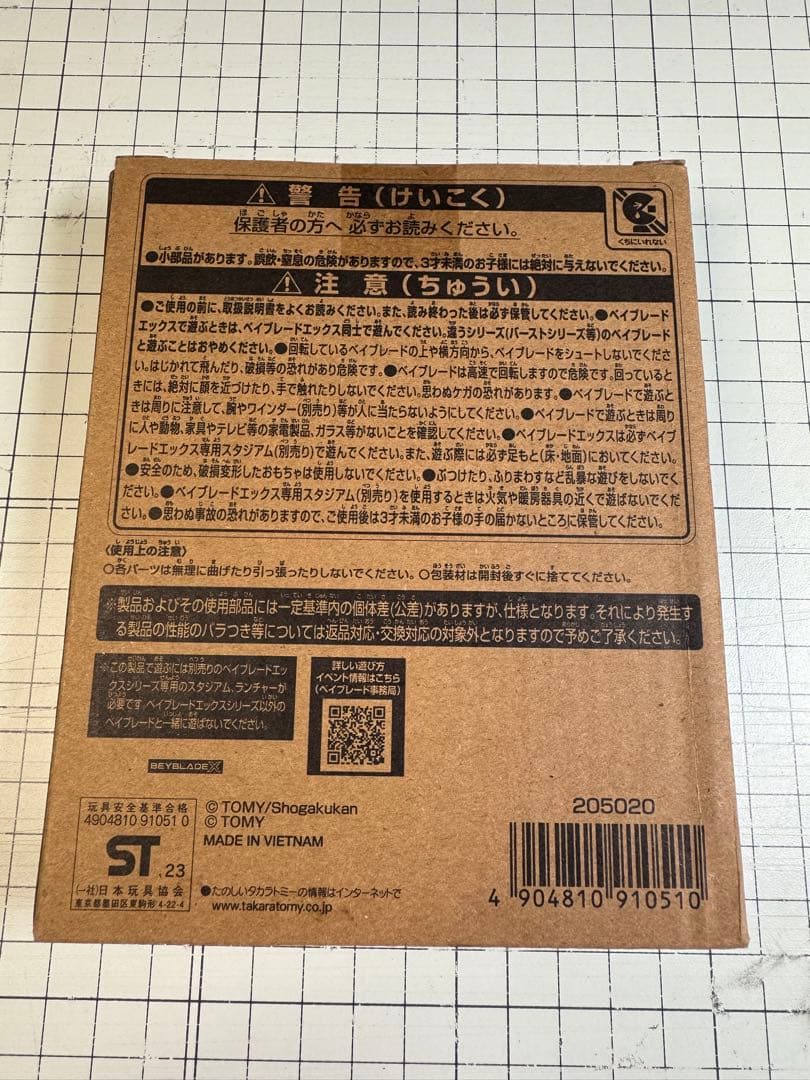 警告(けいこく)
保護者の方へ 必ずお読みください。
くちにいれない
●小部品があります。誤飲・窒息の危険がありますので、3才未満のお子様には絶対に与えないでください。
注意(ちゅうい)
●ご使用の前に、取扱説明書をよくお読みください。また、読み終わった後は必ず保管してください。●ベイブレード
エックスで遊ぶときは、ベイブレードエックス同士で遊んでください。違うシリーズ(バーストシリーズ等)のベイブレード
と遊ぶことはおやめください。●回転しているベイブレードの上や横方向から、ベイブレードをシュートしないでくださ
い。はじかれて飛んだり、破損等の恐れがあり危険です。●ベイブレードは高速で回転しますので危険です。回っていると
きには、絶対に顔を近づけたり、手で触れたりしないでください。思わぬケガの恐れがあります。●ベイブレードで遊ぶと
きは周りに注意して、腕やワインダー(別売り)等が人に当たらないようにしてください。●ベイブレードで遊ぶときは周り
に人や動物、家具やテレビ等の家電製品、ガラス等がないことを確認してください。●ベイブレードエックスは必ずベイブ
レードエックス専用スタジアム(別売り)で遊んでください。また、遊ぶ際には必ず足もと(床・地面)においてください。
●安全のため、破損変形したおもちゃは使用しないでください。●ぶつけたり、ふりまわすなど乱暴な遊びをしないでくだ
さい。●ベイブレードエックス専用スタジアム(別売り)を使用するときは火気や暖房器具の近くで遊ばないでくだ
さい。●思わぬ事故の恐れがありますので、ご使用後は3才未満のお子様の手の届かないところに保管してください。
〈使用上の注意〉
○各パーツは無理に曲げたり引っ張ったりしないでください。○包装材は開封後すぐに捨ててください。
※製品およびその使用部品には一定基準内の個体差(公差)がありますが、仕様となります。それにより発生す
る製品の性能のバラつき等については返品対応・交換対応の対象外となりますので予めご了承ください。
※この製品で遊ぶには別売りのベイブレードエッ
クスシリーズ専用のスタジアム、ランチャーが
必要です。ベイブレードエックスシリーズ以外の
ベイブレードと一緒に遊ばないでください。
詳しい遊び方
イベント情報はこちら
(ベイブレード事務局)
BEYBLADE X
玩具安全基準合格
4904810 91051 0
ST .23
(一社)日本玩具協会
東京都墨田区東駒形4-22-4
© TOMY/Shogakukan
© TOMY
MADE IN VIETNAM
●たのしいタカラトミーの情報はインターネットで
www.takaratomy.co.jp
205020
4 904810 910510